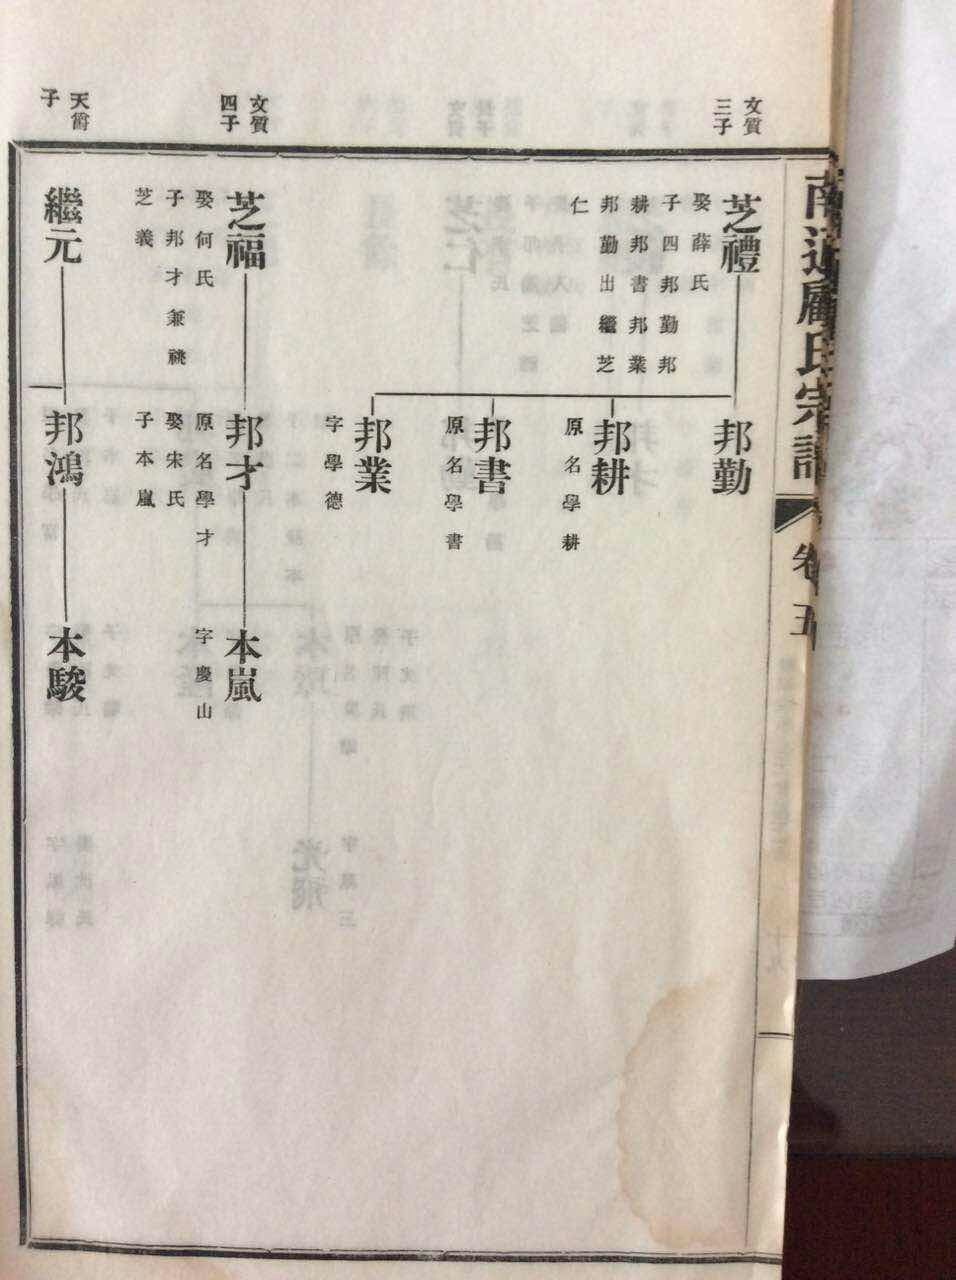 南遷顧氏宗譜
卷五
文質
三子
芝禮
娶薛氏
子四邦勤邦
耕邦書邦業
邦勤出繼芝
仁
邦勤
邦耕
原名學耕
邦書
原名學書
邦業
字學德
文質
四子
芝福
娶何氏
子邦才兼祧
芝義
邦才
原名學才
娶宋氏
子本嵐
本嵐
字慶山
天爵
子
繼元
邦鴻
本駿